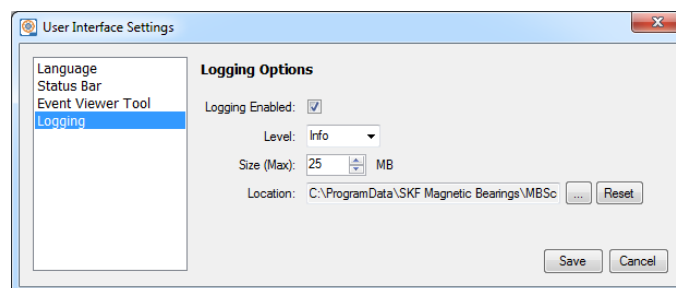 User Interface Settings
Language
Status Bar
Event Viewer Tool
Logging
Logging Options
Logging Enabled:
Level: Info
Size (Max): 25 MB
Location: C:\ProgramData\SKF Magnetic Bearings\MBSc ... Reset
Save Cancel